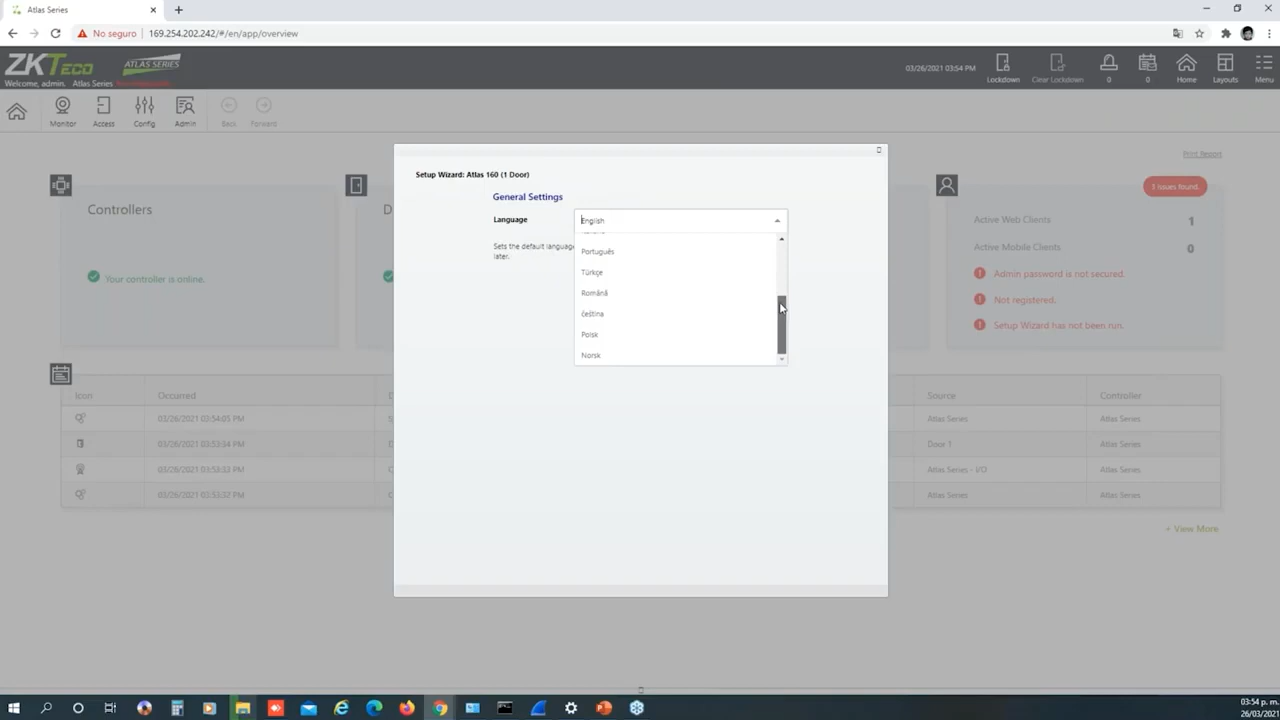 Atlas Series
No seguro
169.254.202.242/#/en/app/overview
ZKTeco
ATLAS SERIES
Welcome, admin. Atlas Series
03/26/2021 03:54 PM
Lockdown
Clear Lockdown
0
0
Home
Layouts
Menu
Monitor
Access
Config
Admin
Back
Forward
Print Report
Setup Wizard: Atlas 160 (1 Door)
General Settings
Language
English
Sets the default language
later.
Português
Türkçe
Română
čeština
Polsk
Norsk
Controllers
Your controller is online.
D
3 issues found.
Active Web Clients
1
Active Mobile Clients
0
Admin password is not secured.
Not registered.
Setup Wizard has not been run.
Icon
Occurred
Source
Controller
03/26/2021 03:54:05 PM
Atlas Series
Atlas Series
03/26/2021 03:53:34 PM
Door 1
Atlas Series
03/26/2021 03:53:33 PM
Atlas Series - I/O
Atlas Series
03/26/2021 03:53:32 PM
Atlas Series
Atlas Series
+ View More
03:54 p. m.
26/03/2021